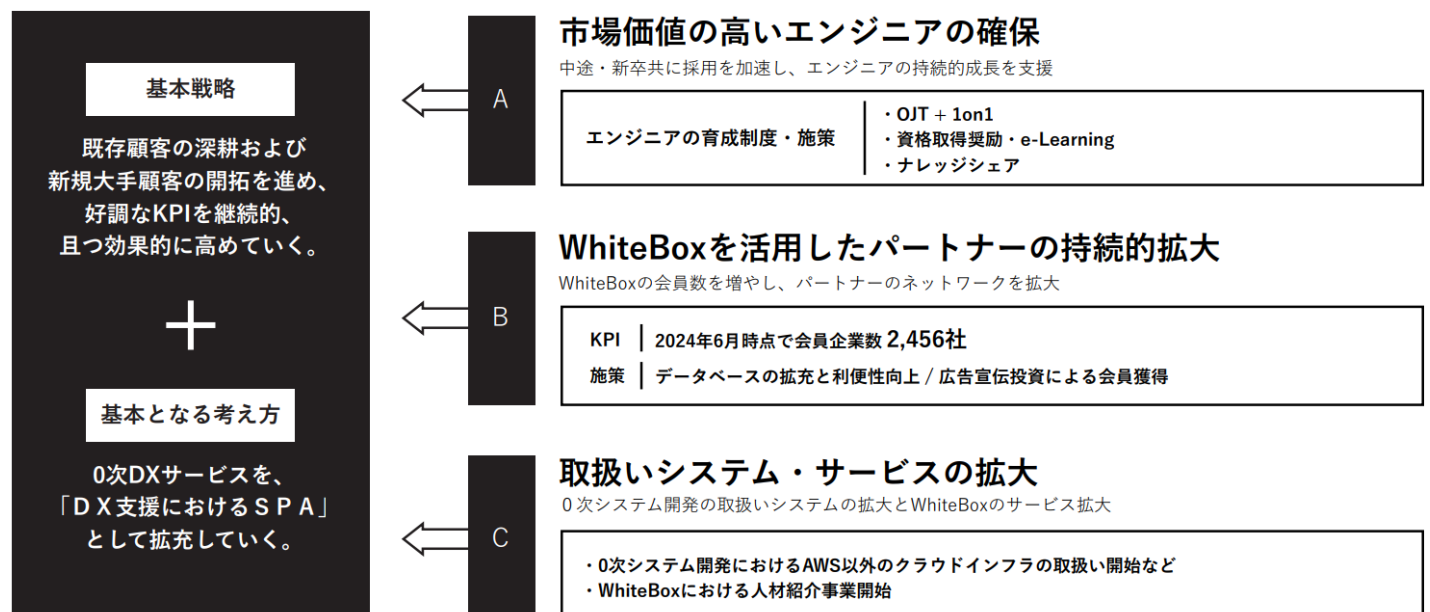 基本戦略
既存顧客の深耕および
新規大手顧客の開拓を進め、
好調なKPIを継続的、
且つ効果的に高めていく。
+
基本となる考え方
0次DXサービスを、
「ＤＸ支援におけるＳＰＡ」
として拡充していく。
A
市場価値の高いエンジニアの確保
中途・新卒共に採用を加速し、エンジニアの持続的成長を支援
エンジニアの育成制度・施策
・OJT + 1on1
・資格取得奨励・e-Learning
・ナレッジシェア
B
WhiteBoxを活用したパートナーの持続的拡大
WhiteBoxの会員数を増やし、パートナーのネットワークを拡大
KPI 2024年6月時点で会員企業数 2,456社
施策 データベースの拡充と利便性向上 / 広告宣伝投資による会員獲得
C
取扱いシステム・サービスの拡大
０次システム開発の取扱いシステムの拡大とWhiteBoxのサービス拡大
・0次システム開発におけるAWS以外のクラウドインフラの取扱い開始など
・WhiteBoxにおける人材紹介事業開始